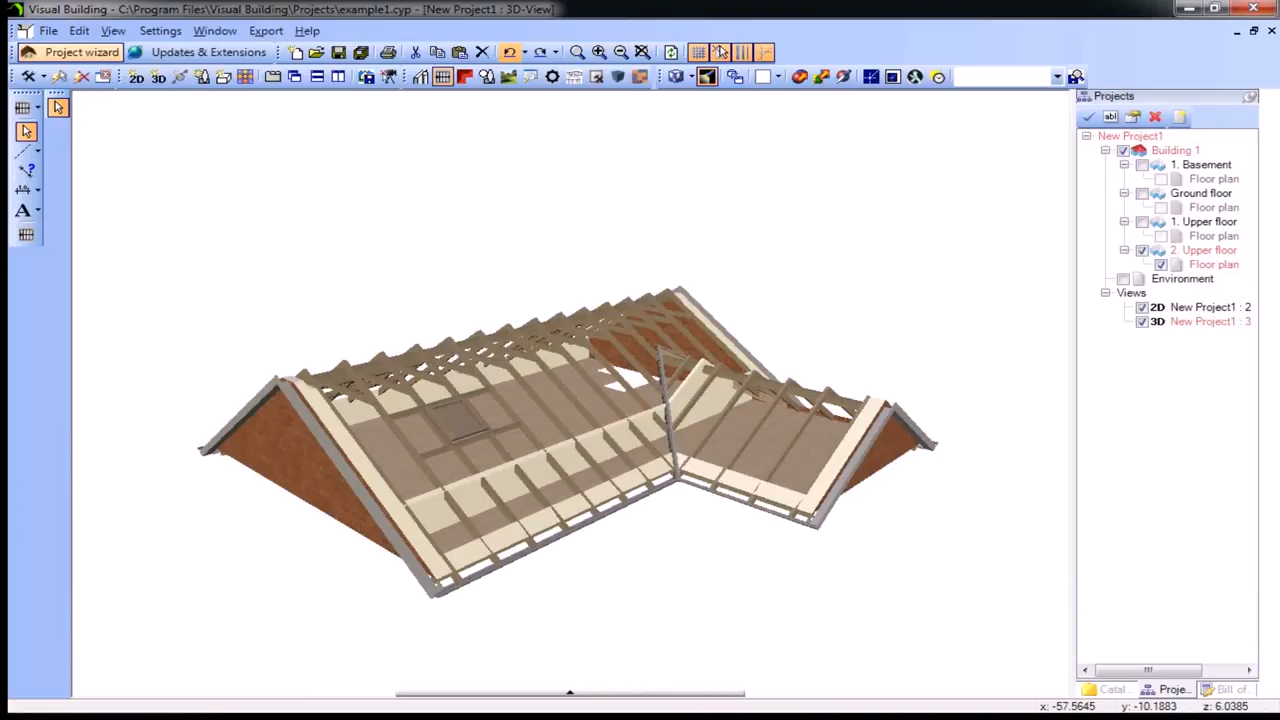 Visual Building - C:\Program Files\Visual Building\Projects\example1.cyp - [New Project1 : 3D-View]
File Edit View Settings Window Export Help
Project wizard Updates & Extensions
2D 3D
Projects
abl
New Project1
Building 1
1. Basement
Floor plan
Ground floor
Floor plan
1. Upper floor
Floor plan
2. Upper floor
Floor plan
Environment
Views
2D New Project1 : 2
3D New Project1 : 3
A
Catal Proje... Bill of
x: -57.5645 y: -10.1883 z: 6.0385